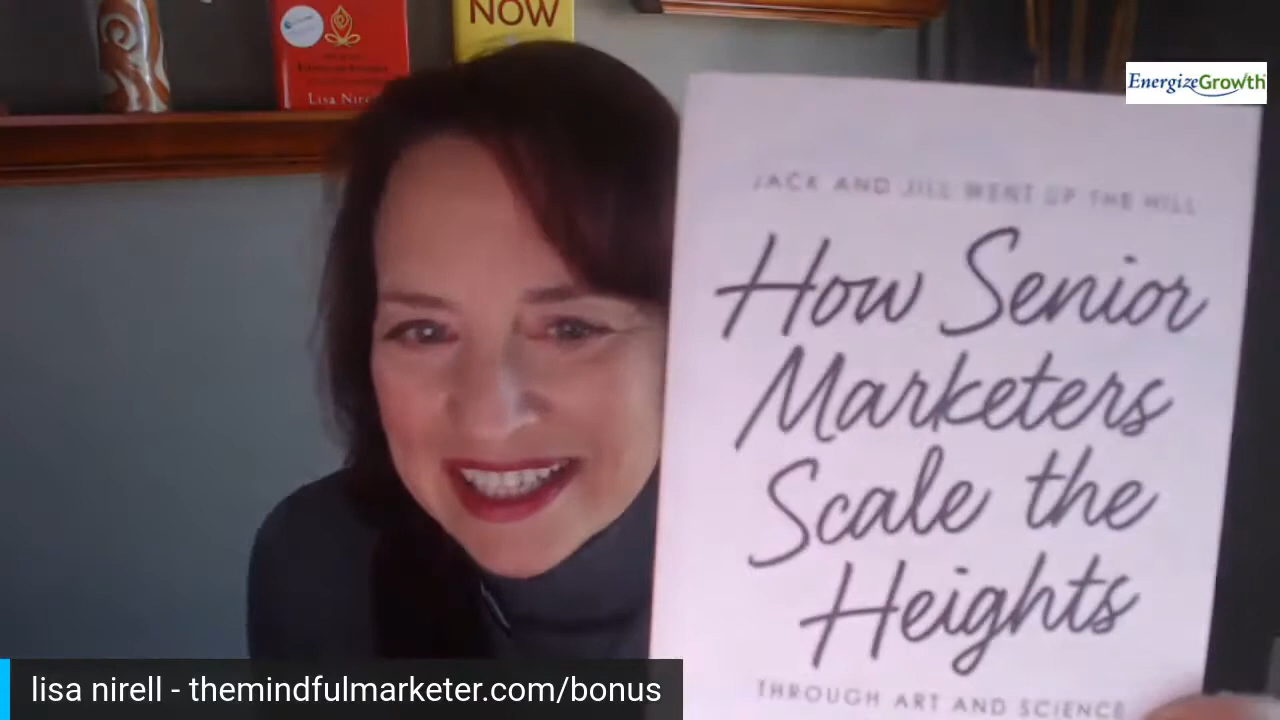 NOW
Lisa Nirell
EnergizeGrowth
JACK AND JILL WENT UP THE HILL
How Senior
Marketers
Scale the
Heights
THROUGH ART AND SCIENCE
lisa nirell - themindfulmarketer.com/bonus